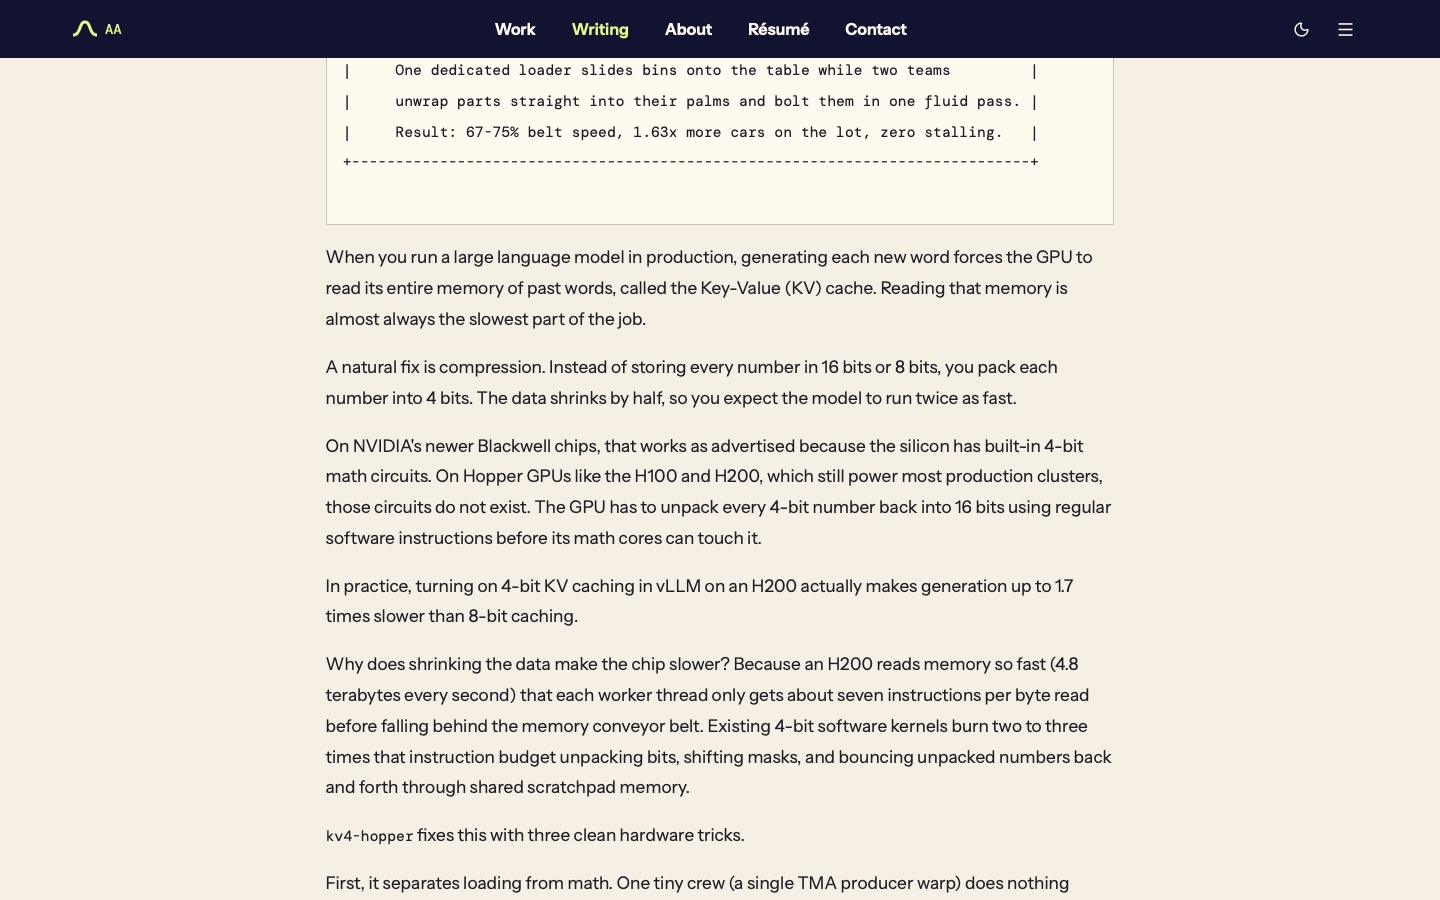 AA
Work
Writing
About
Résumé
Contact
|     One dedicated loader slides bins onto the table while two teams         |
|     unwrap parts straight into their palms and bolt them in one fluid pass. |
|     Result: 67-75% belt speed, 1.63x more cars on the lot, zero stalling.   |
+-----------------------------------------------------------------------------+
When you run a large language model in production, generating each new word forces the GPU to
read its entire memory of past words, called the Key-Value (KV) cache. Reading that memory is
almost always the slowest part of the job.
A natural fix is compression. Instead of storing every number in 16 bits or 8 bits, you pack each
number into 4 bits. The data shrinks by half, so you expect the model to run twice as fast.
On NVIDIA's newer Blackwell chips, that works as advertised because the silicon has built-in 4-bit
math circuits. On Hopper GPUs like the H100 and H200, which still power most production clusters,
those circuits do not exist. The GPU has to unpack every 4-bit number back into 16 bits using regular
software instructions before its math cores can touch it.
In practice, turning on 4-bit KV caching in vLLM on an H200 actually makes generation up to 1.7
times slower than 8-bit caching.
Why does shrinking the data make the chip slower? Because an H200 reads memory so fast (4.8
terabytes every second) that each worker thread only gets about seven instructions per byte read
before falling behind the memory conveyor belt. Existing 4-bit software kernels burn two to three
times that instruction budget unpacking bits, shifting masks, and bouncing unpacked numbers back
and forth through shared scratchpad memory.
kv4-hopper fixes this with three clean hardware tricks.
First, it separates loading from math. One tiny crew (a single TMA producer warp) does nothing